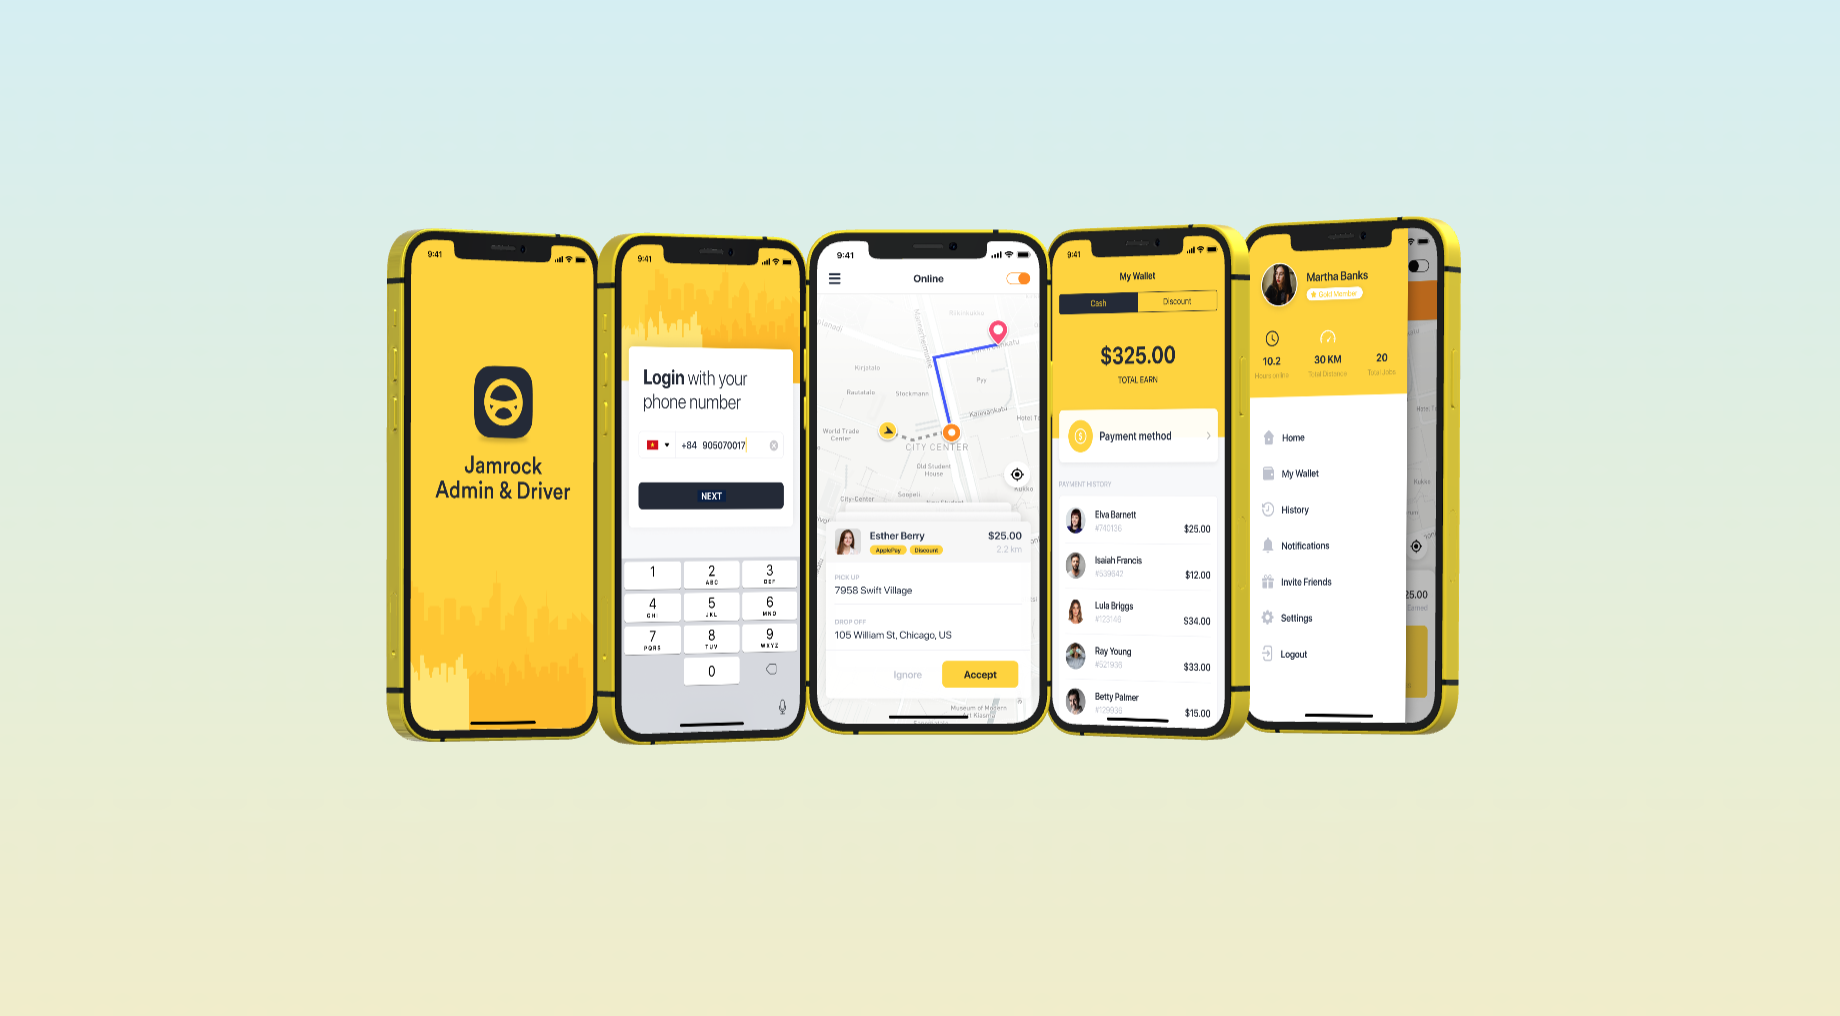 9:41
Jamrock
Admin & Driver
9:41
Login with your
phone number
+84 905070017
NEXT
1
2
ABC
3
DEF
4
GHI
5
JKL
6
MNO
7
PQRS
8
TUV
9
WXYZ
0
9:41
Online
Kirjatalo
Rautatalo
Stockmann
Pyy
Kaivokatu
Hotel T
World Trade
Center
CITY CENTER
Old Student
House
City-Center
Kukko
Esther Berry
$25.00
ApplePay
Discount
2.2 km
PICK UP
7958 Swift Village
DROP OFF
105 William St, Chicago, US
Ignore
Accept
Museum of Modern
Art Kiasma
9:41
My Wallet
Cash
Discount
$325.00
TOTAL EARN
Payment method
PAYMENT HISTORY
Elva Barnett
#740136
$25.00
Isaiah Francis
#539642
$12.00
Lula Briggs
#123146
$34.00
Ray Young
#521936
$33.00
Betty Palmer
#129936
$15.00
Martha Banks
Gold Member
10.2
Hours online
30 KM
Total Distance
20
Total Jobs
Home
My Wallet
History
Notifications
Invite Friends
Settings
Logout
Kukko
25.00
Earned